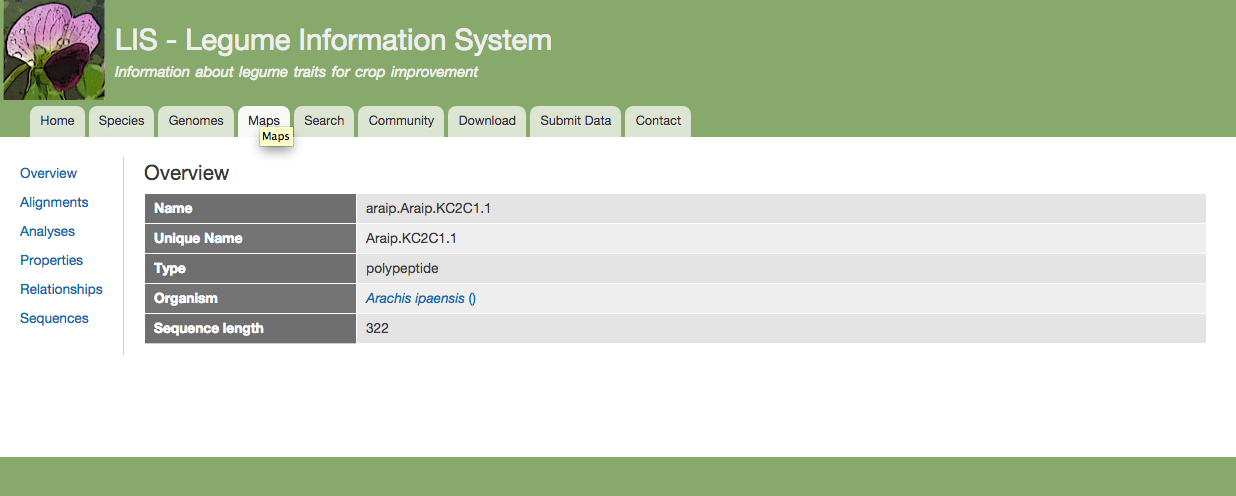 LIS - Legume Information System
Information about legume traits for crop improvement
Home Species Genomes Maps Search Community Download Submit Data Contact
Maps
Overview
Alignments
Analyses
Properties
Relationships
Sequences
Overview
Name araip.Araip.KC2C1.1
Unique Name Araip.KC2C1.1
Type polypeptide
Organism Arachis ipaensis ()
Sequence length 322